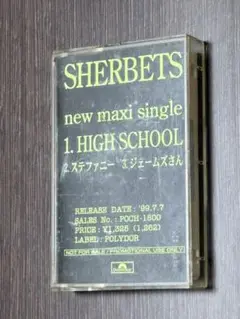 SHERBETS
new maxi single
1. HIGH SCHOOL
2.ステファニー 3.ジェームズさん
RELEASE DATE : '99.7.7
SALES No.: POCH-1800
PRICE: ¥1,325 (1,262)
LABEL: POLYDOR
NOT FOR SALE / PROMOTIONAL USE ONLY